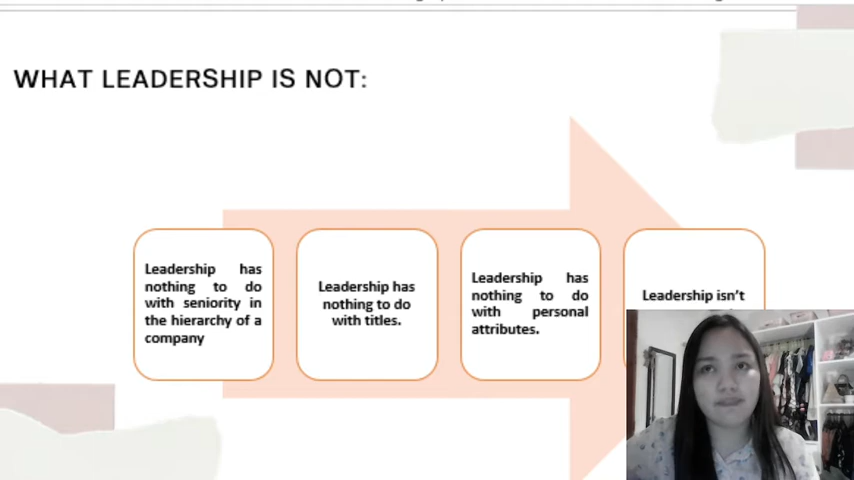 WHAT LEADERSHIP IS NOT:
Leadership has
nothing to do
with seniority in
the hierarchy of a
company
Leadership has
nothing to do
with titles.
Leadership has
nothing to do
with personal
attributes.
Leadership isn't